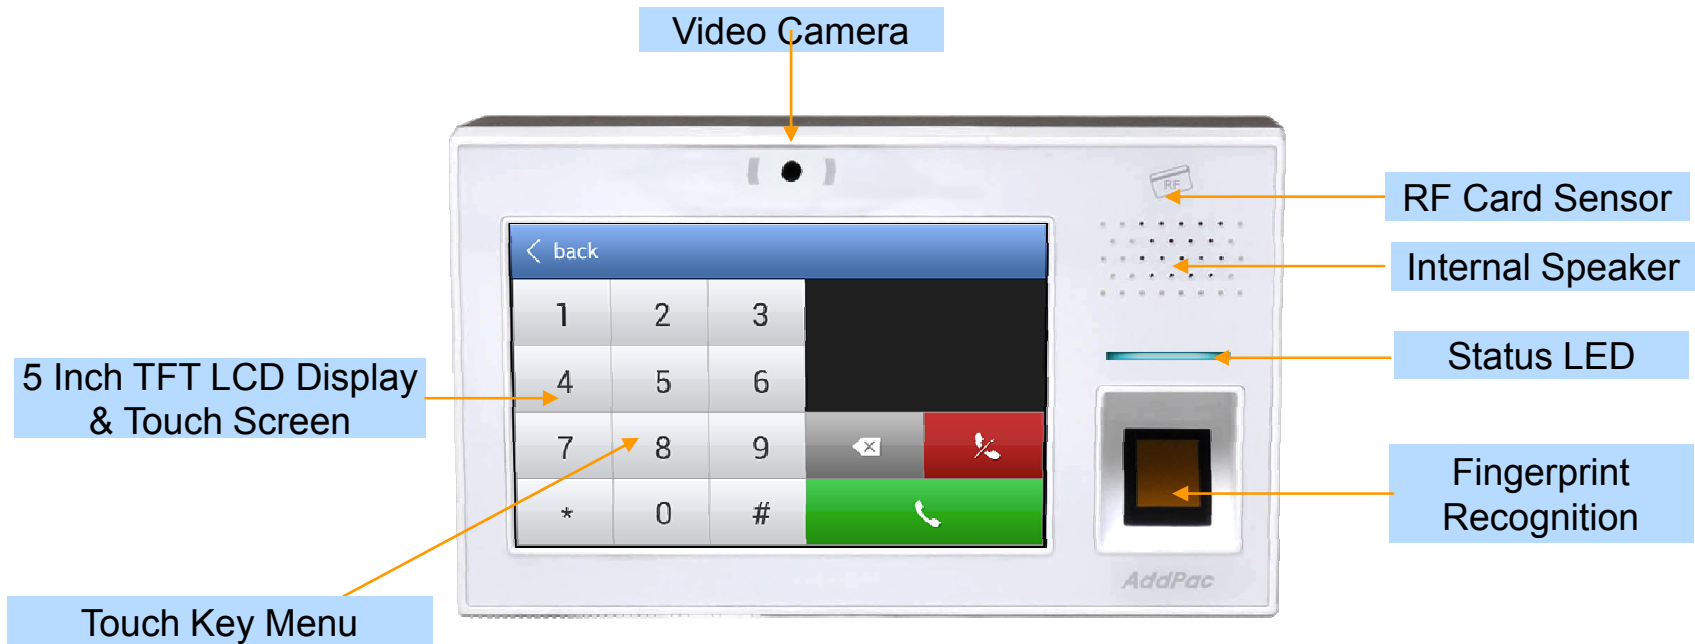 Video Camera
RF
RF Card Sensor
Internal Speaker
Status LED
Fingerprint
Recognition
5 Inch TFT LCD Display
& Touch Screen
Touch Key Menu
back
1 2 3
4 5 6
7 8 9
* 0 #
AddPac